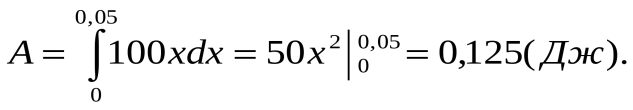 A = ∫₀^{0,05} 100xdx = 50x² |₀^{0,05} = 0,125(Дж).